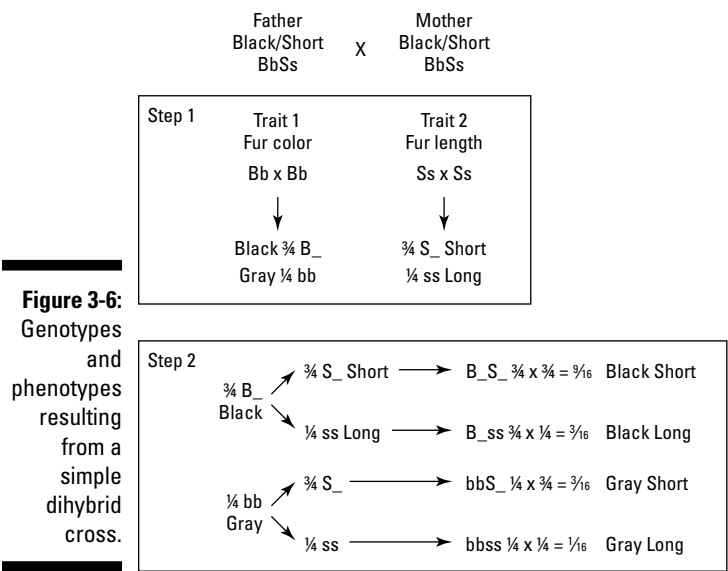 Father Mother
Black/Short X Black/Short
BbSs BbSs
Step 1
Trait 1 Trait 2
Fur color Fur length
Bb x Bb Ss x Ss
Black ¾ B_ ¾ S_ Short
Gray ¼ bb ¼ ss Long
Figure 3-6:
Genotypes
and
phenotypes
resulting
from a
simple
dihybrid
cross.
Step 2
¾ B_
Black
¾ S_ Short B_S_ ¾ x ¾ = 9⁄16 Black Short
¼ ss Long B_ss ¾ x ¼ = 3⁄16 Black Long
¼ bb
Gray
¾ S_ bbS_ ¼ x ¾ = 3⁄16 Gray Short
¼ ss bbss ¼ x ¼ = 1⁄16 Gray Long